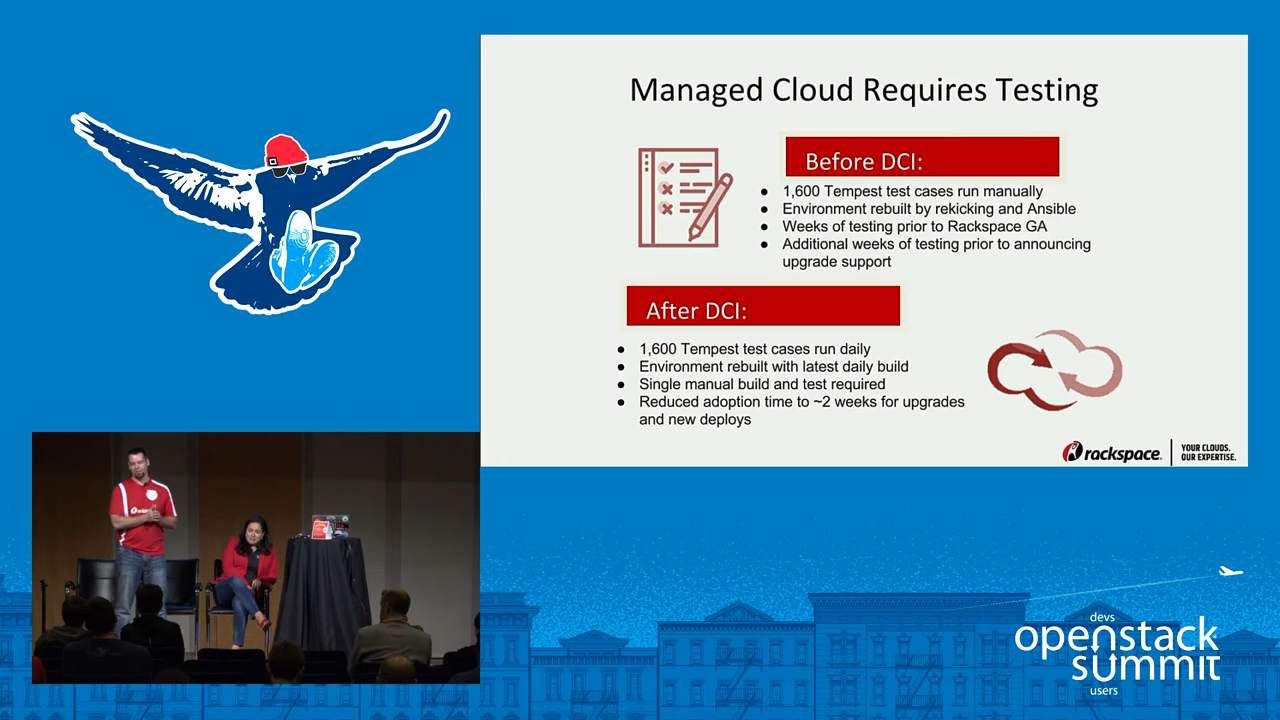 Managed Cloud Requires Testing
Before DCI:
● 1,600 Tempest test cases run manually
● Environment rebuilt by rekicking and Ansible
● Weeks of testing prior to Rackspace GA
● Additional weeks of testing prior to announcing
upgrade support
After DCI:
● 1,600 Tempest test cases run daily
● Environment rebuilt with latest daily build
● Single manual build and test required
● Reduced adoption time to ~2 weeks for upgrades
and new deploys
rackspace.
YOUR CLOUDS.
OUR EXPERTISE.
devs
openstack
summit
users